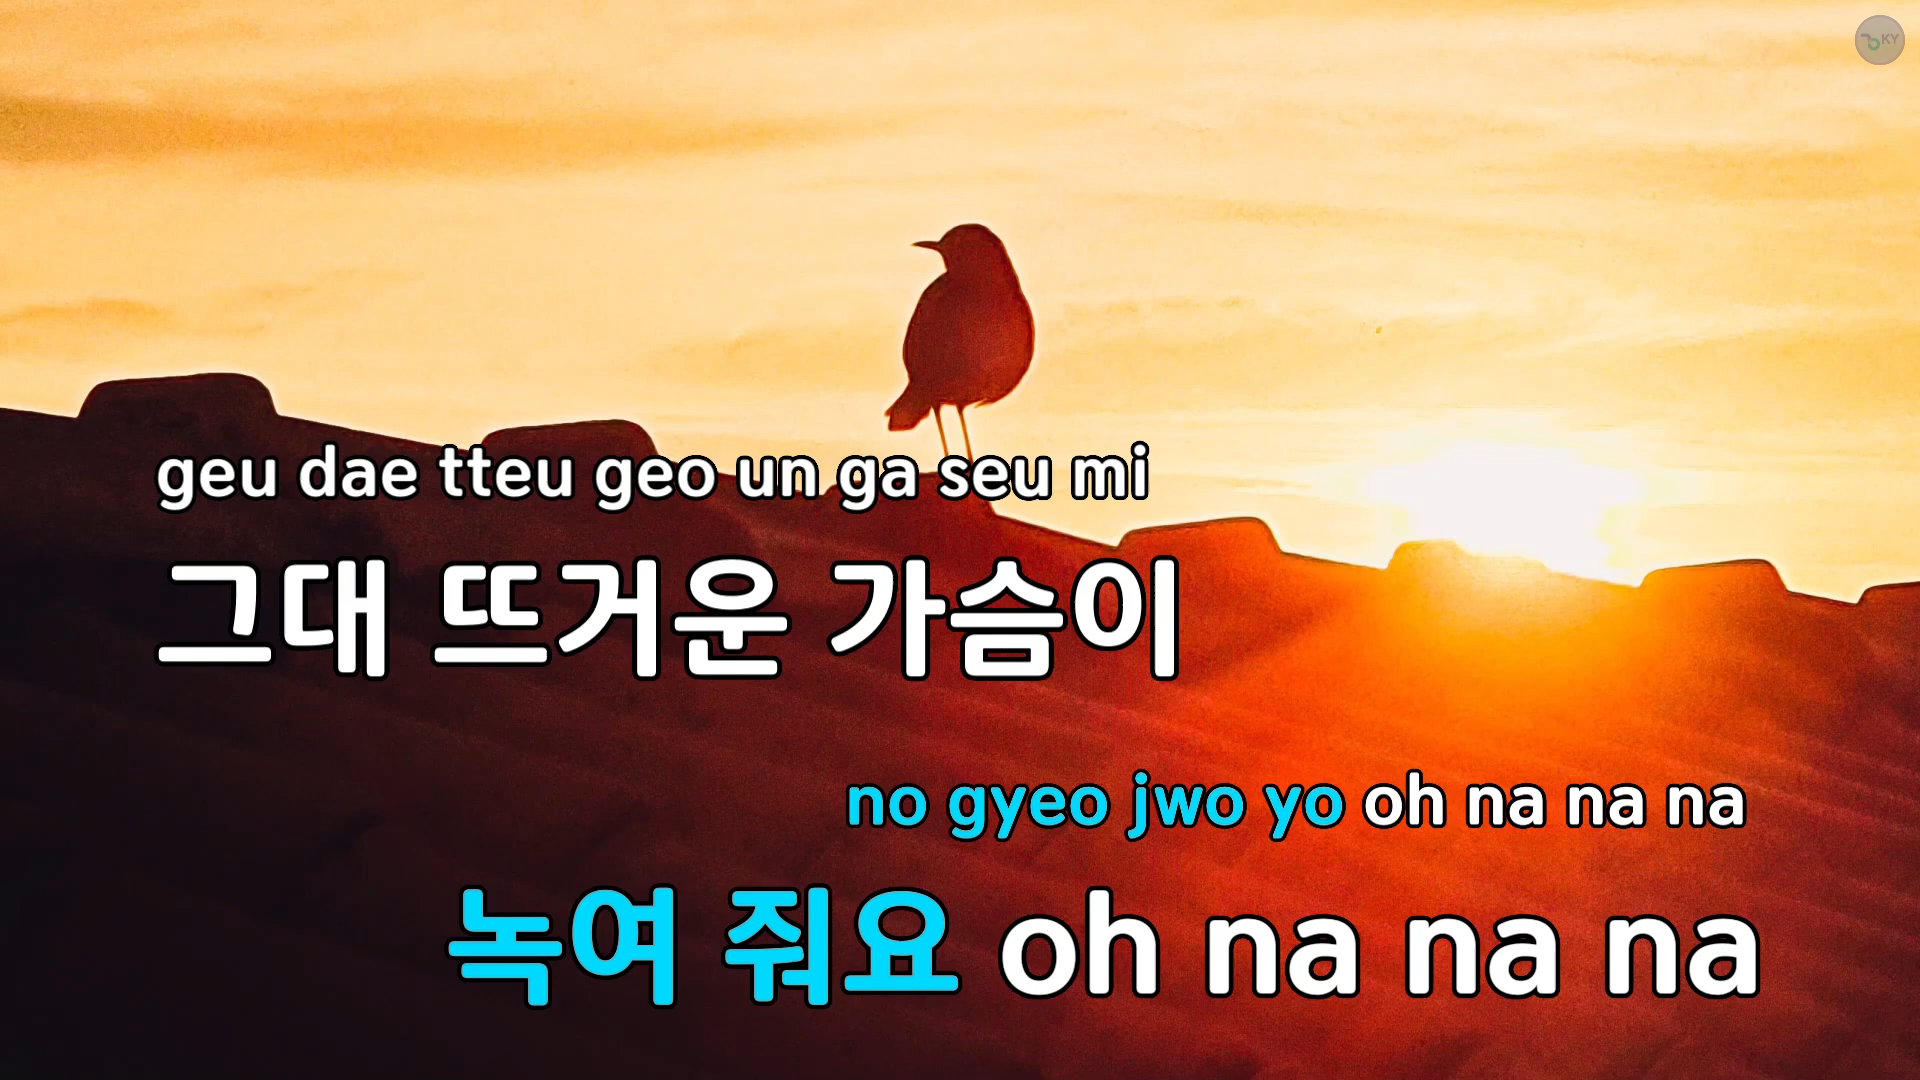 KY
geu dae tteu geo un ga seu mi
그대 뜨거운 가슴이
no gyeo jwo yo oh na na na
녹여 줘요 oh na na na